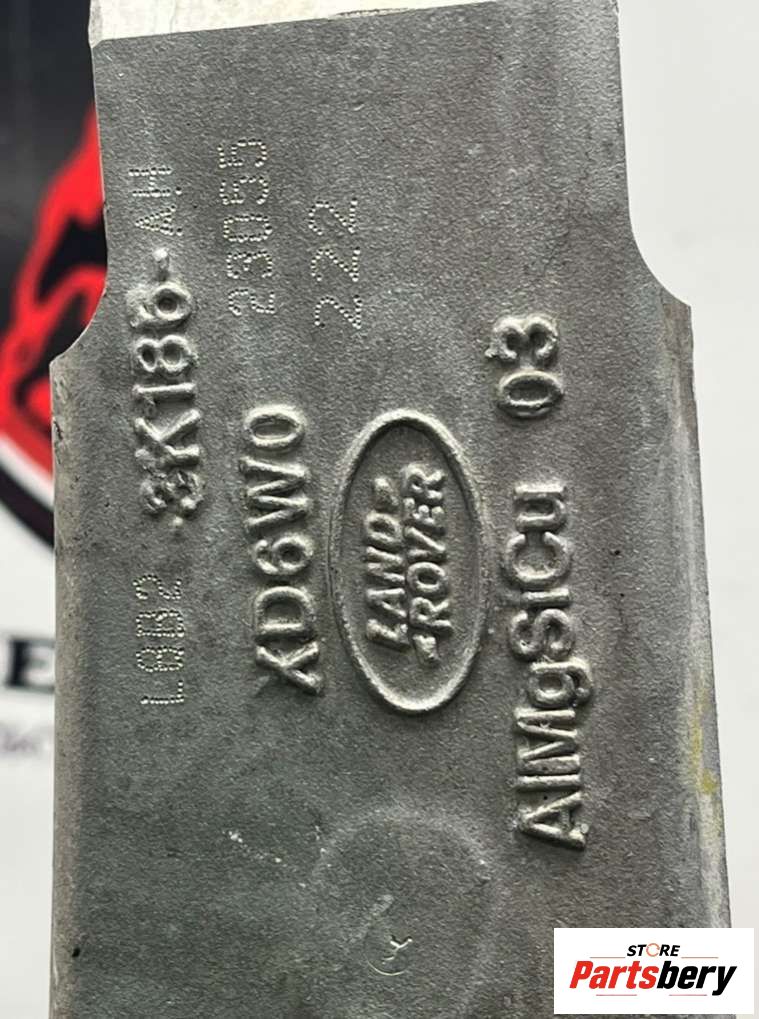 L8B2 3K186-AH
XD6W0 23055
222
LAND
ROVER
AlMgSiCu 03
STORE
Partsbery